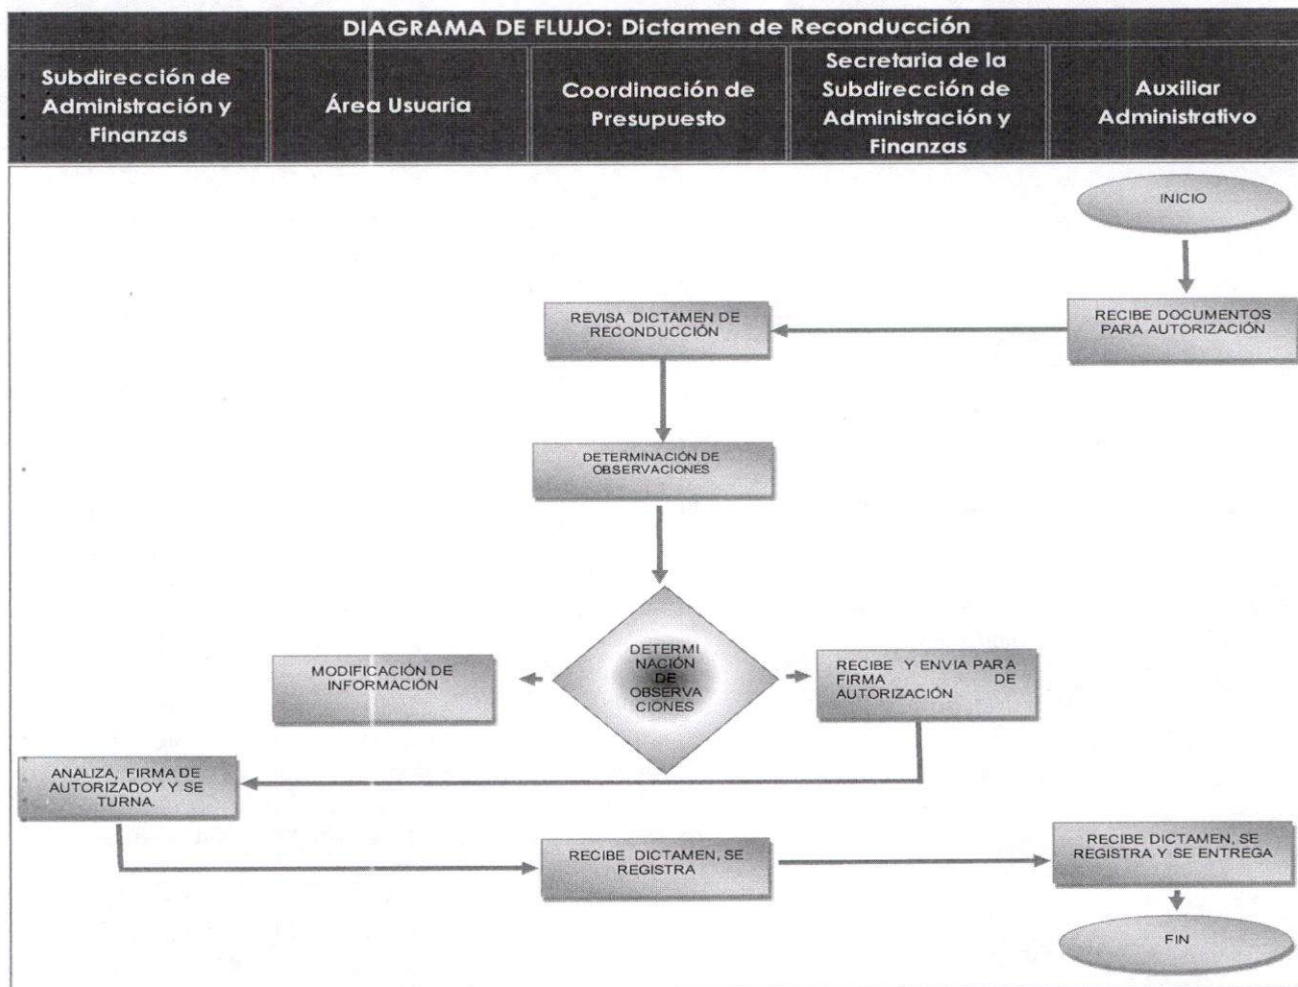 DIAGRAMA DE FLUJO: Dictamen de Reconducción
Subdirección de
Administración y
Finanzas
Área Usuaria
Coordinación de
Presupuesto
Secretaria de la
Subdirección de
Administración y
Finanzas
Auxiliar
Administrativo
INICIO
RECIBE DOCUMENTOS
PARA AUTORIZACIÓN
REVISA DICTAMEN DE
RECONDUCCIÓN
DETERMINACIÓN DE
OBSERVACIONES
DETERMI
NACIÓN
DE
OBSERVA
CIONES
MODIFICACIÓN DE
INFORMACIÓN
RECIBE Y ENVIA PARA
FIRMA DE
AUTORIZACIÓN
ANALIZA, FIRMA DE
AUTORIZADOY Y SE
TURNA.
RECIBE DICTAMEN, SE
REGISTRA
RECIBE DICTAMEN, SE
REGISTRA Y SE ENTREGA
FIN